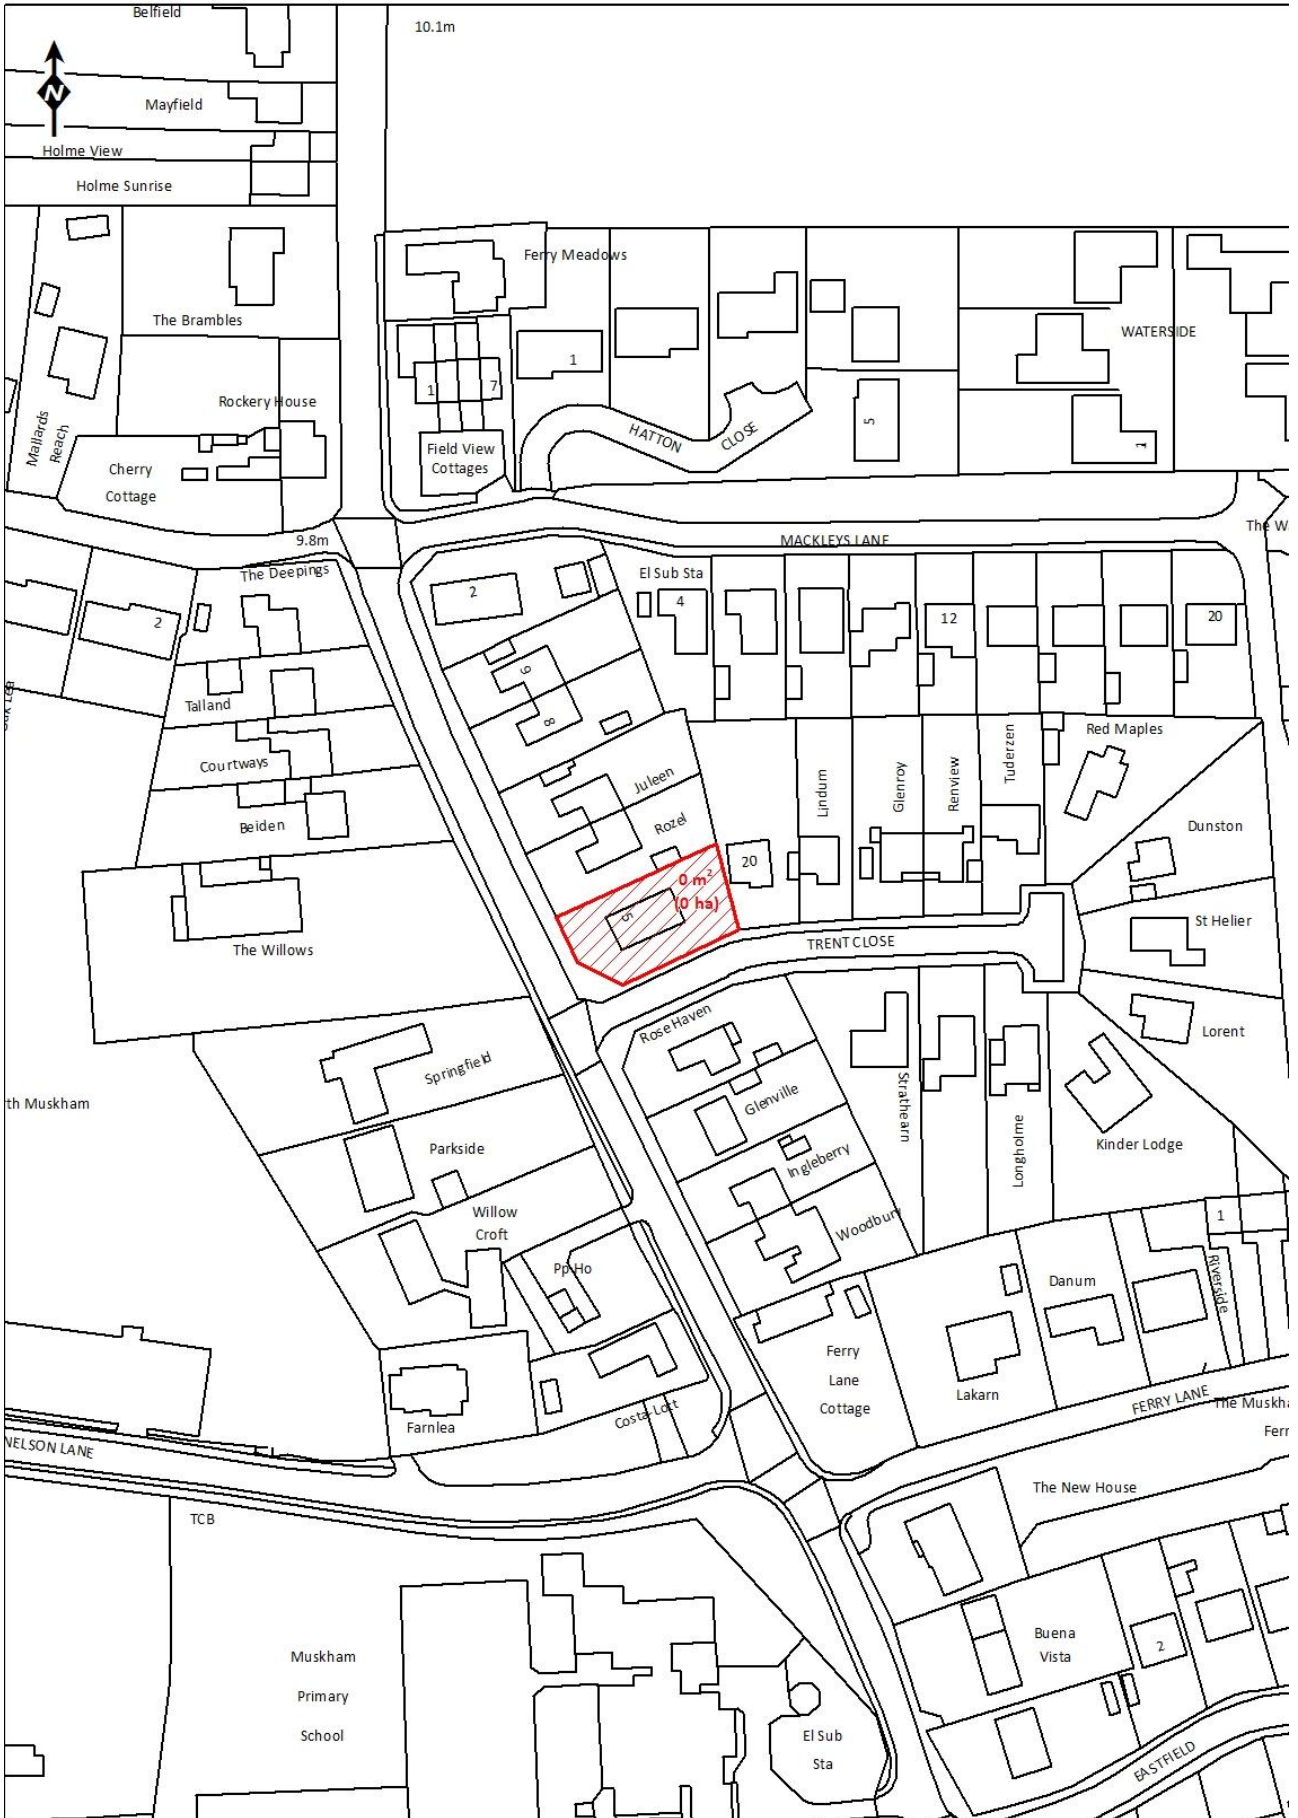 Belfield
10.1m
N
Mayfield
Holme View
Holme Sunrise
Ferry Meadows
The Brambles
WATERSIDE
1
1
7
Rockery House
HATTON CLOSE
5
1
Mallards
Reach
Field View
Cottages
Cherry
Cottage
9.8m
MACKLEYS LANE
The Deepings
El Sub Sta
2
2
4
12
20
9
8
Talland
Courtways
Juleen
Lindum
Glenroy
Renview
Tuderzen
Red Maples
Beiden
Rozel
Dunston
20
0 m²
(0 ha)
5
TRENT CLOSE
St Helier
The Willows
Rose Haven
Lorent
Springfield
Glenville
Strathearn
th Muskham
Parkside
Ingleberry
Longholme
Kinder Lodge
Willow
Croft
Woodbury
1
Pp Ho
Danum
Riverside
Ferry
Lane
Cottage
Lakarn
FERRY LANE
The Muskha
Ferr
Farnlea
Costa-Lott
NELSON LANE
The New House
TCB
Buena
Vista
2
Muskham
Primary
School
El Sub
Sta
EASTFIELD